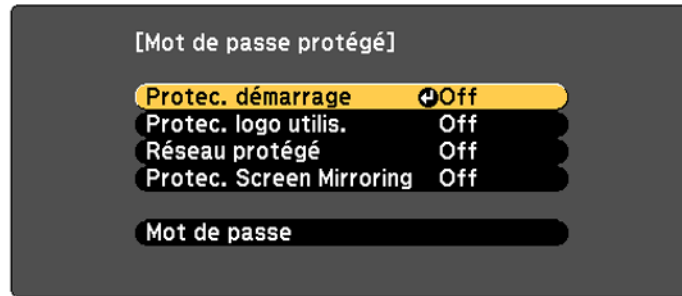 [Mot de passe protégé]
Protec. démarrage Off
Protec. logo utilis. Off
Réseau protégé Off
Protec. Screen Mirroring Off
Mot de passe